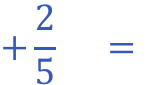 + 2/5 =